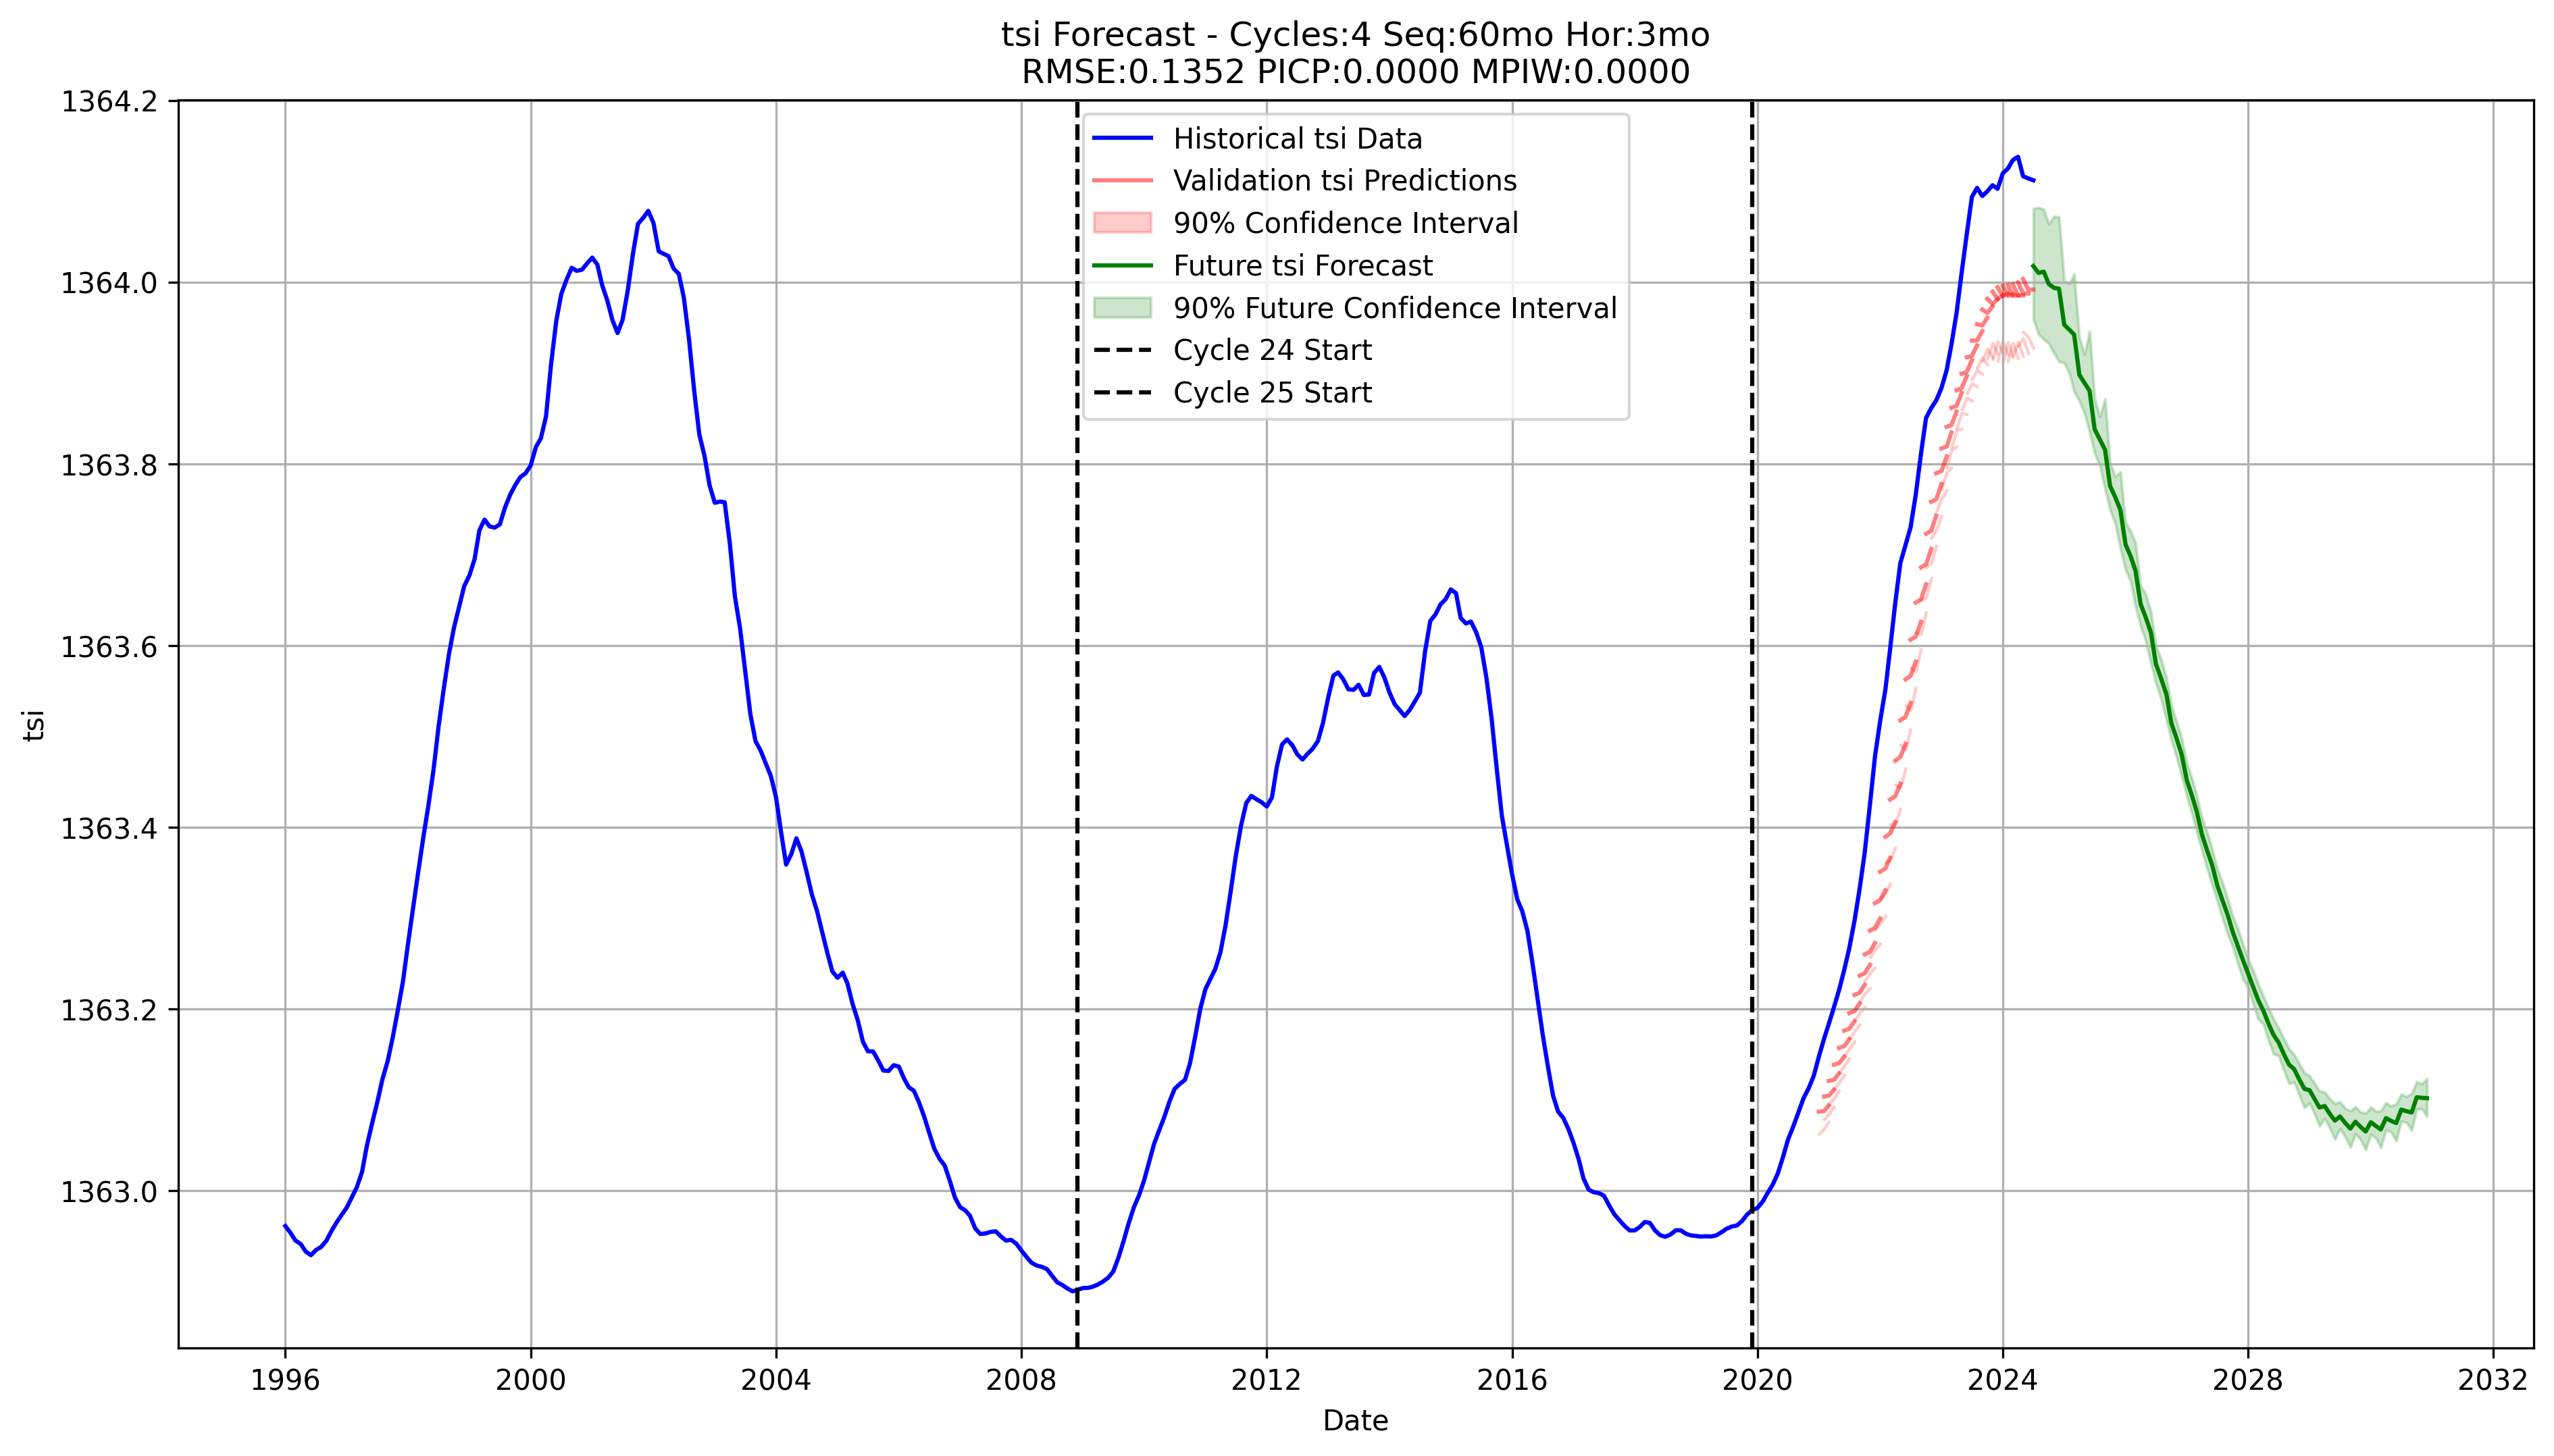 tsi Forecast - Cycles:4 Seq:60mo Hor:3mo
RMSE:0.1352 PICP:0.0000 MPIW:0.0000
1364.2
1364.0
1363.8
1363.6
1363.4
1363.2
1363.0
tsi
Historical tsi Data
Validation tsi Predictions
90% Confidence Interval
Future tsi Forecast
90% Future Confidence Interval
Cycle 24 Start
Cycle 25 Start
1996 2000 2004 2008 2012 2016 2020 2024 2028 2032
Date